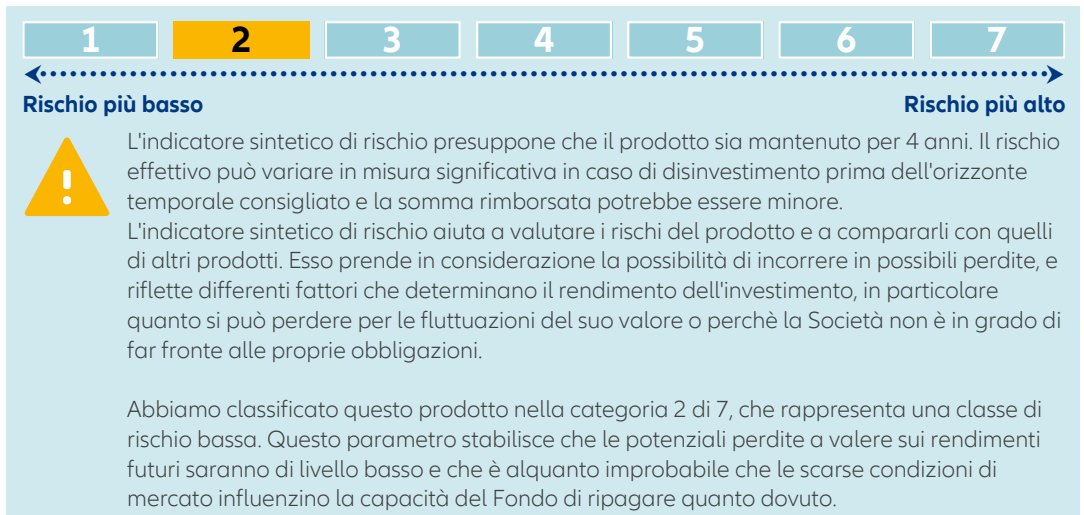 1 2 3 4 5 6 7
Rischio più basso Rischio più alto
L'indicatore sintetico di rischio presuppone che il prodotto sia mantenuto per 4 anni. Il rischio
effettivo può variare in misura significativa in caso di disinvestimento prima dell'orizzonte
temporale consigliato e la somma rimborsata potrebbe essere minore.
L'indicatore sintetico di rischio aiuta a valutare i rischi del prodotto e a compararli con quelli
di altri prodotti. Esso prende in considerazione la possibilità di incorrere in possibili perdite, e
riflette differenti fattori che determinano il rendimento dell'investimento, in particolare
quanto si può perdere per le fluttuazioni del suo valore o perchè la Società non è in grado di
far fronte alle proprie obbligazioni.
Abbiamo classificato questo prodotto nella categoria 2 di 7, che rappresenta una classe di
rischio bassa. Questo parametro stabilisce che le potenziali perdite a valere sui rendimenti
futuri saranno di livello basso e che è alquanto improbabile che le scarse condizioni di
mercato influenzino la capacità del Fondo di ripagare quanto dovuto.